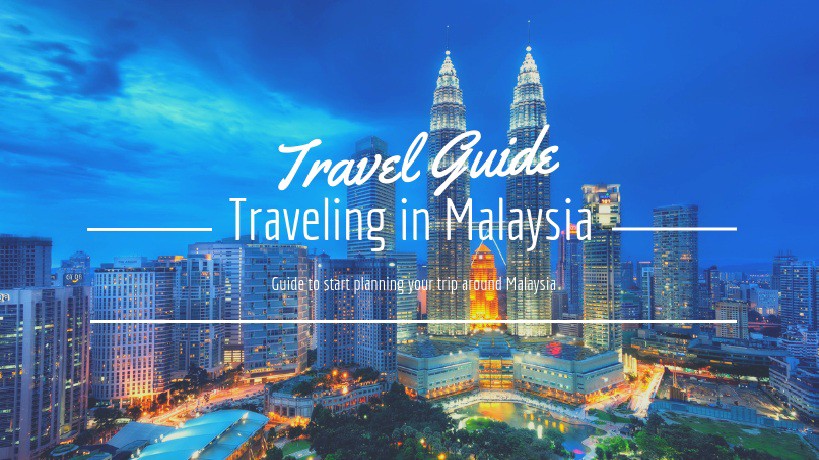 Travel Guide
Traveling in Malaysia
Guide to start planning your trip around Malaysia.